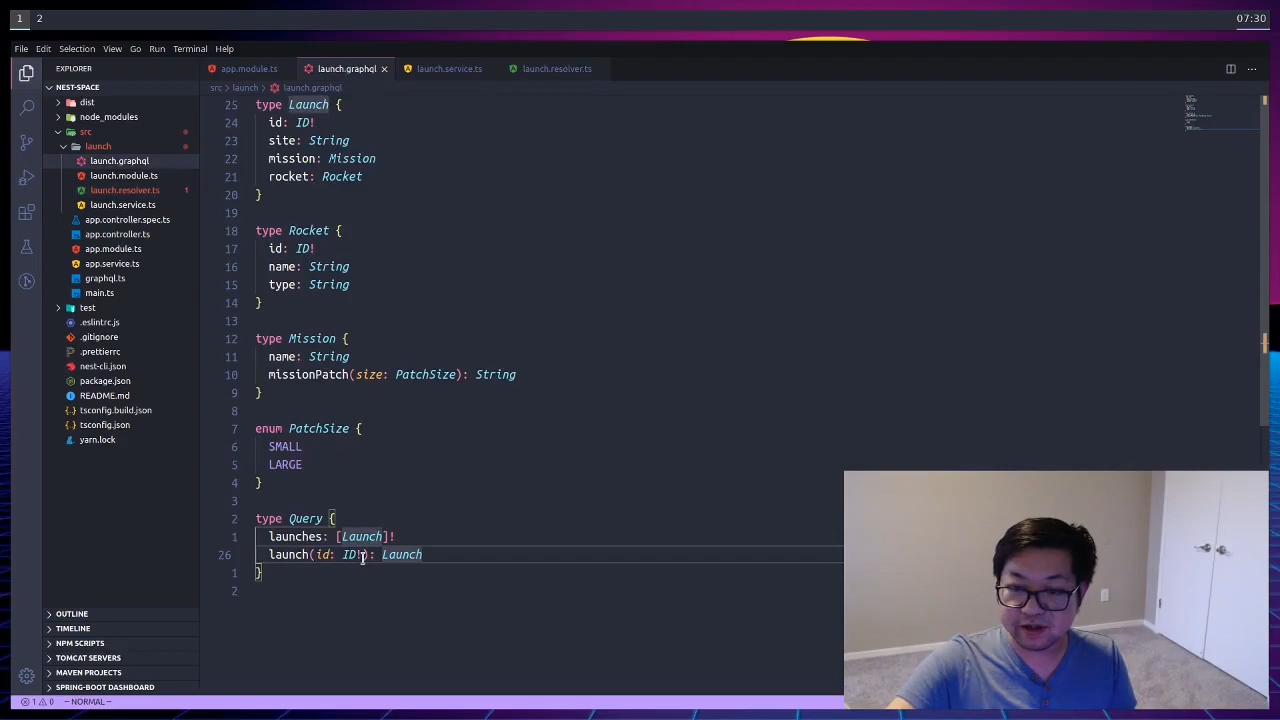 1 2 07:30
File Edit Selection View Go Run Terminal Help
EXPLORER ···
app.module.ts launch.graphql × launch.service.ts launch.resolver.ts ···
NEST-SPACE
src › launch › launch.graphql
dist
node_modules
src
launch
launch.graphql
launch.module.ts
launch.resolver.ts 1
launch.service.ts
app.controller.spec.ts
app.controller.ts
app.module.ts
app.service.ts
graphql.ts
main.ts
test
.eslintrc.js
.gitignore
.prettierrc
nest-cli.json
package.json
README.md
tsconfig.build.json
tsconfig.json
yarn.lock
OUTLINE
TIMELINE
NPM SCRIPTS
TOMCAT SERVERS
MAVEN PROJECTS
SPRING-BOOT DASHBOARD
25 type Launch {
24 id: ID!
23 site: String
22 mission: Mission
21 rocket: Rocket
20 }
19
18 type Rocket {
17 id: ID!
16 name: String
15 type: String
14 }
13
12 type Mission {
11 name: String
10 missionPatch(size: PatchSize): String
9 }
8
7 enum PatchSize {
6 SMALL
5 LARGE
4 }
3
2 type Query {
1 launches: [Launch]!
26 launch(id: ID!): Launch
1 }
2
1 0 -- NORMAL --